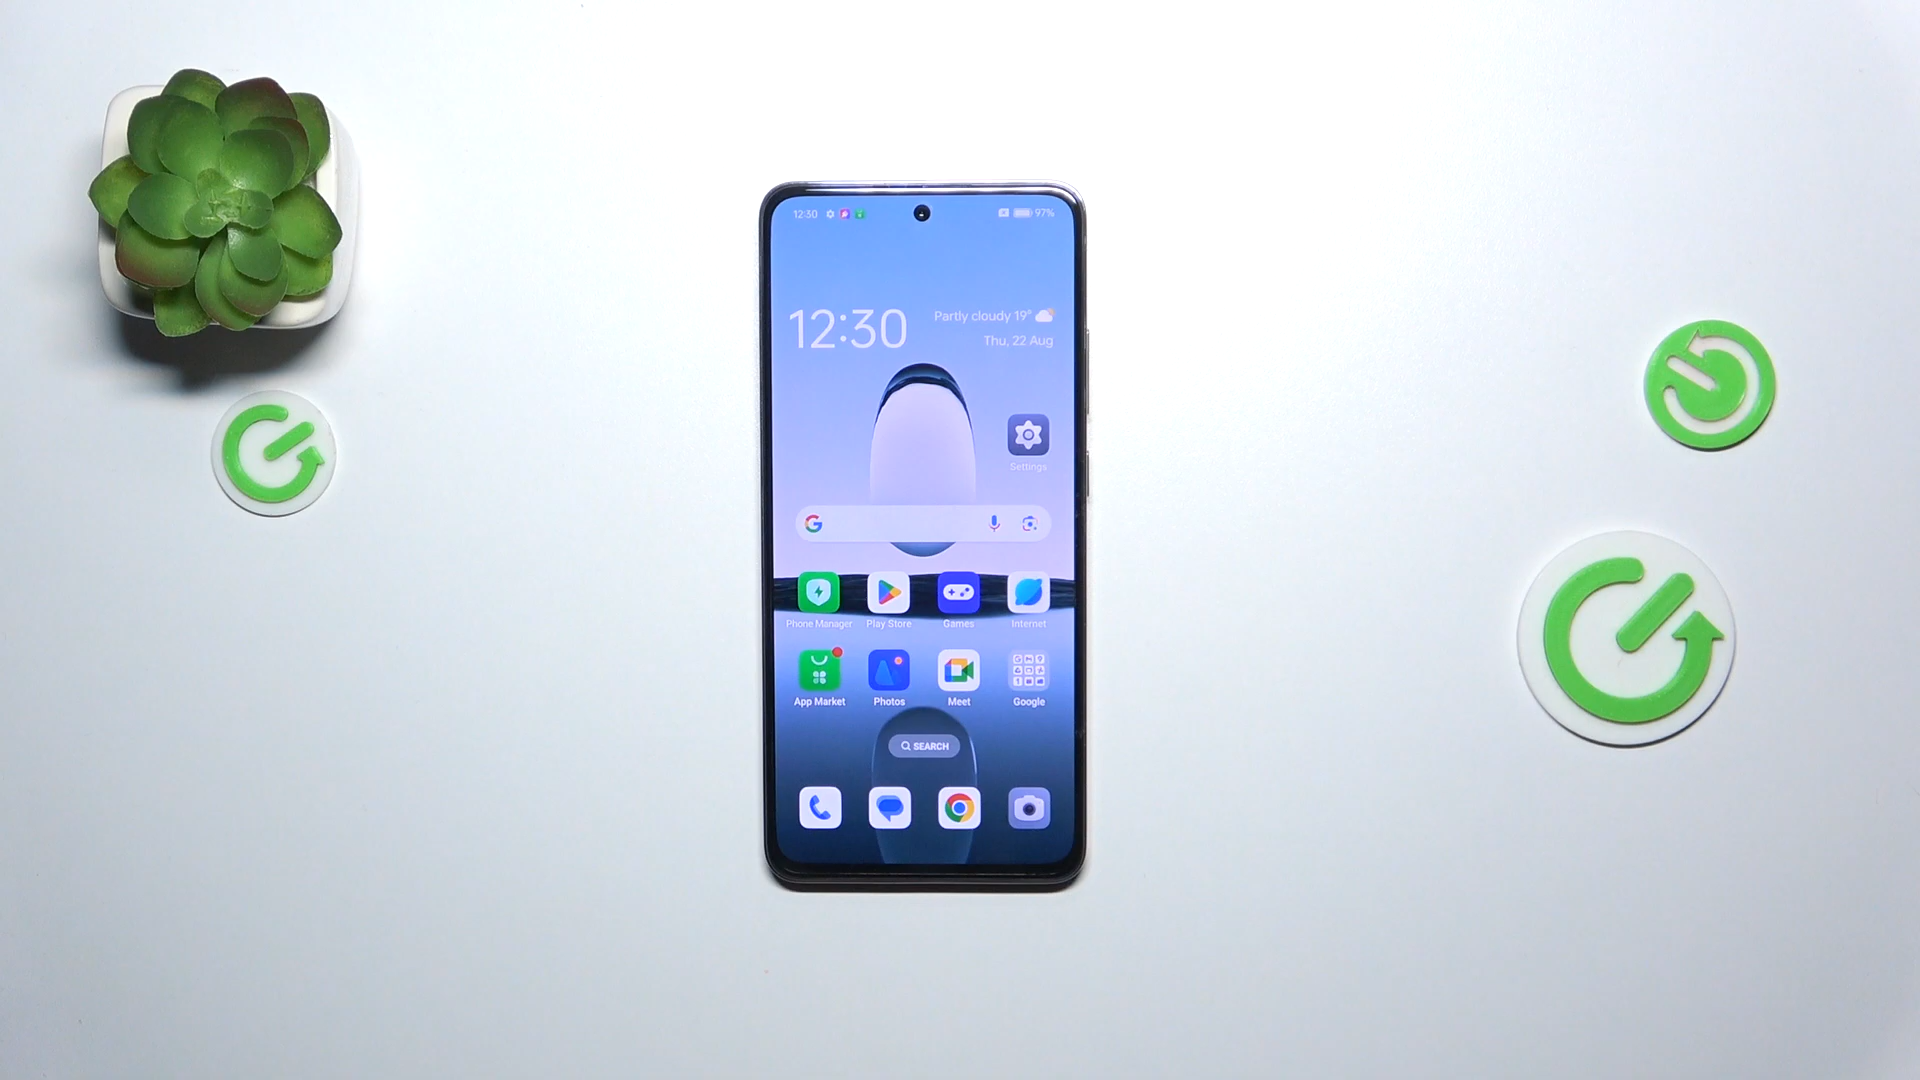 12:30
97%
12:30
Partly cloudy 19°
Thu, 22 Aug
Settings
Phone Manager Play Store Games Internet
App Market Photos Meet Google
SEARCH